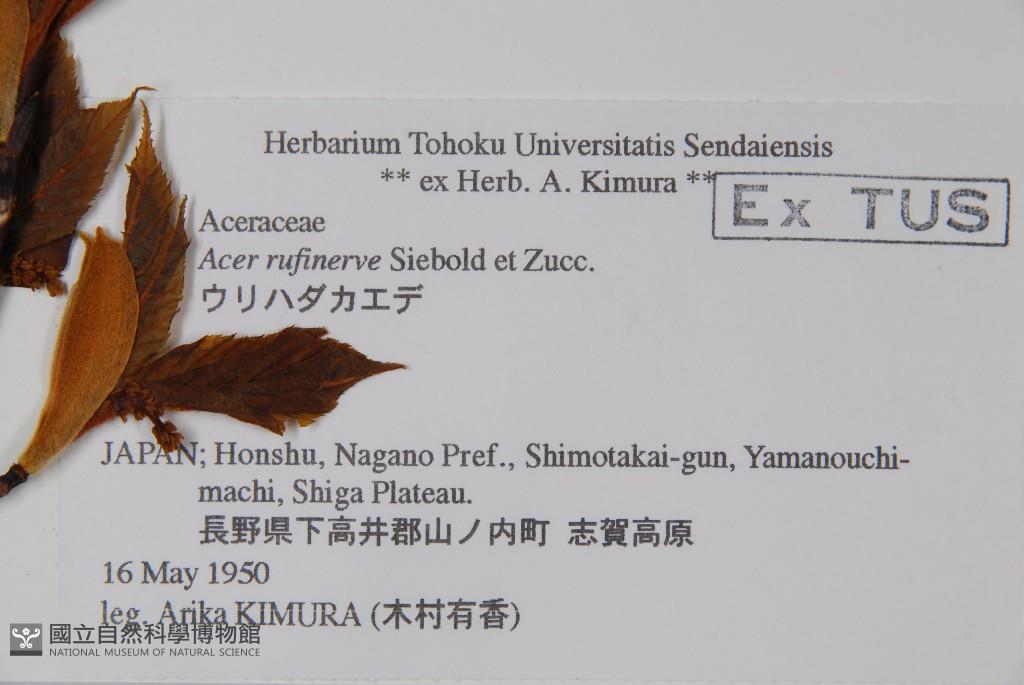 Herbarium Tohoku Universitatis Sendaiensis
** ex Herb. A. Kimura **
Ex TUS
Aceraceae
Acer rufinerve Siebold et Zucc.
ウリハダカエデ
JAPAN; Honshu, Nagano Pref., Shimotakai-gun, Yamanouchi-
machi, Shiga Plateau.
長野県下高井郡山ノ内町 志賀高原
16 May 1950
leg. Arika KIMURA (木村有香)
國立自然科學博物館
NATIONAL MUSEUM OF NATURAL SCIENCE